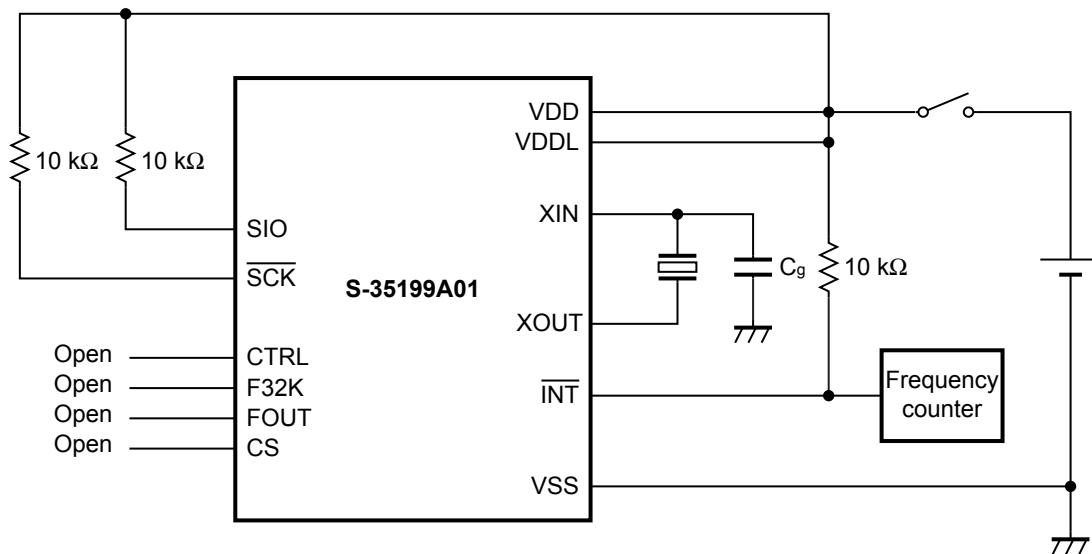 10 kΩ
10 kΩ
SIO
SCK
CTRL
F32K
FOUT
CS
Open
Open
Open
Open
S-35199A01
VDD
VDDL
XIN
XOUT
INT
VSS
Cg
10 kΩ
Frequency
counter